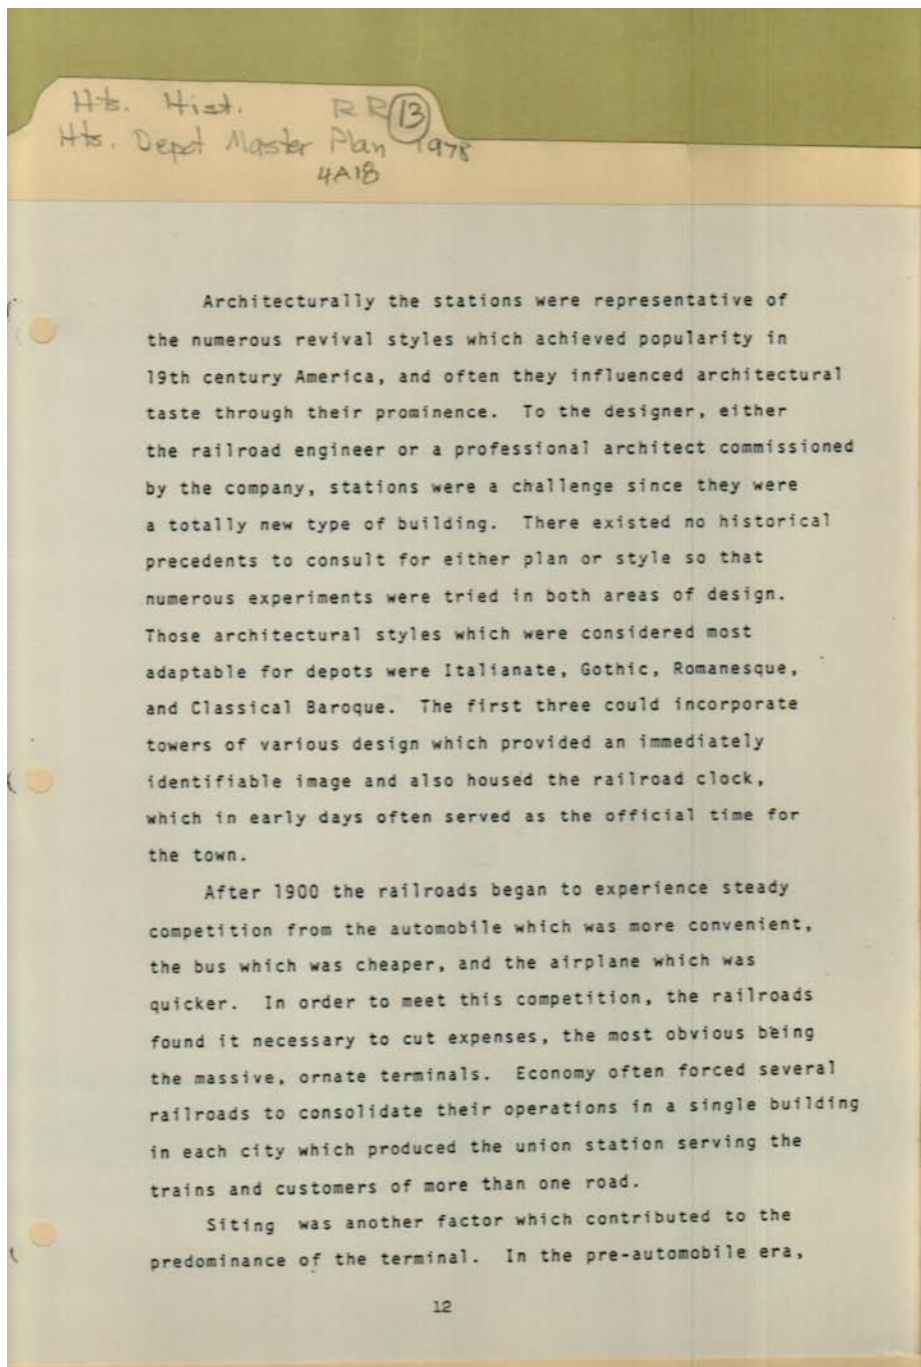 Hts. Hist. RR 13
Hts. Depot Master Plan 1978
4A18
Architecturally the stations were representative of
the numerous revival styles which achieved popularity in
19th century America, and often they influenced architectural
taste through their prominence. To the designer, either
the railroad engineer or a professional architect commissioned
by the company, stations were a challenge since they were
a totally new type of building. There existed no historical
precedents to consult for either plan or style so that
numerous experiments were tried in both areas of design.
Those architectural styles which were considered most
adaptable for depots were Italianate, Gothic, Romanesque,
and Classical Baroque. The first three could incorporate
towers of various design which provided an immediately
identifiable image and also housed the railroad clock,
which in early days often served as the official time for
the town.
After 1900 the railroads began to experience steady
competition from the automobile which was more convenient,
the bus which was cheaper, and the airplane which was
quicker. In order to meet this competition, the railroads
found it necessary to cut expenses, the most obvious being
the massive, ornate terminals. Economy often forced several
railroads to consolidate their operations in a single building
in each city which produced the union station serving the
trains and customers of more than one road.
Siting was another factor which contributed to the
predominance of the terminal. In the pre-automobile era,
12